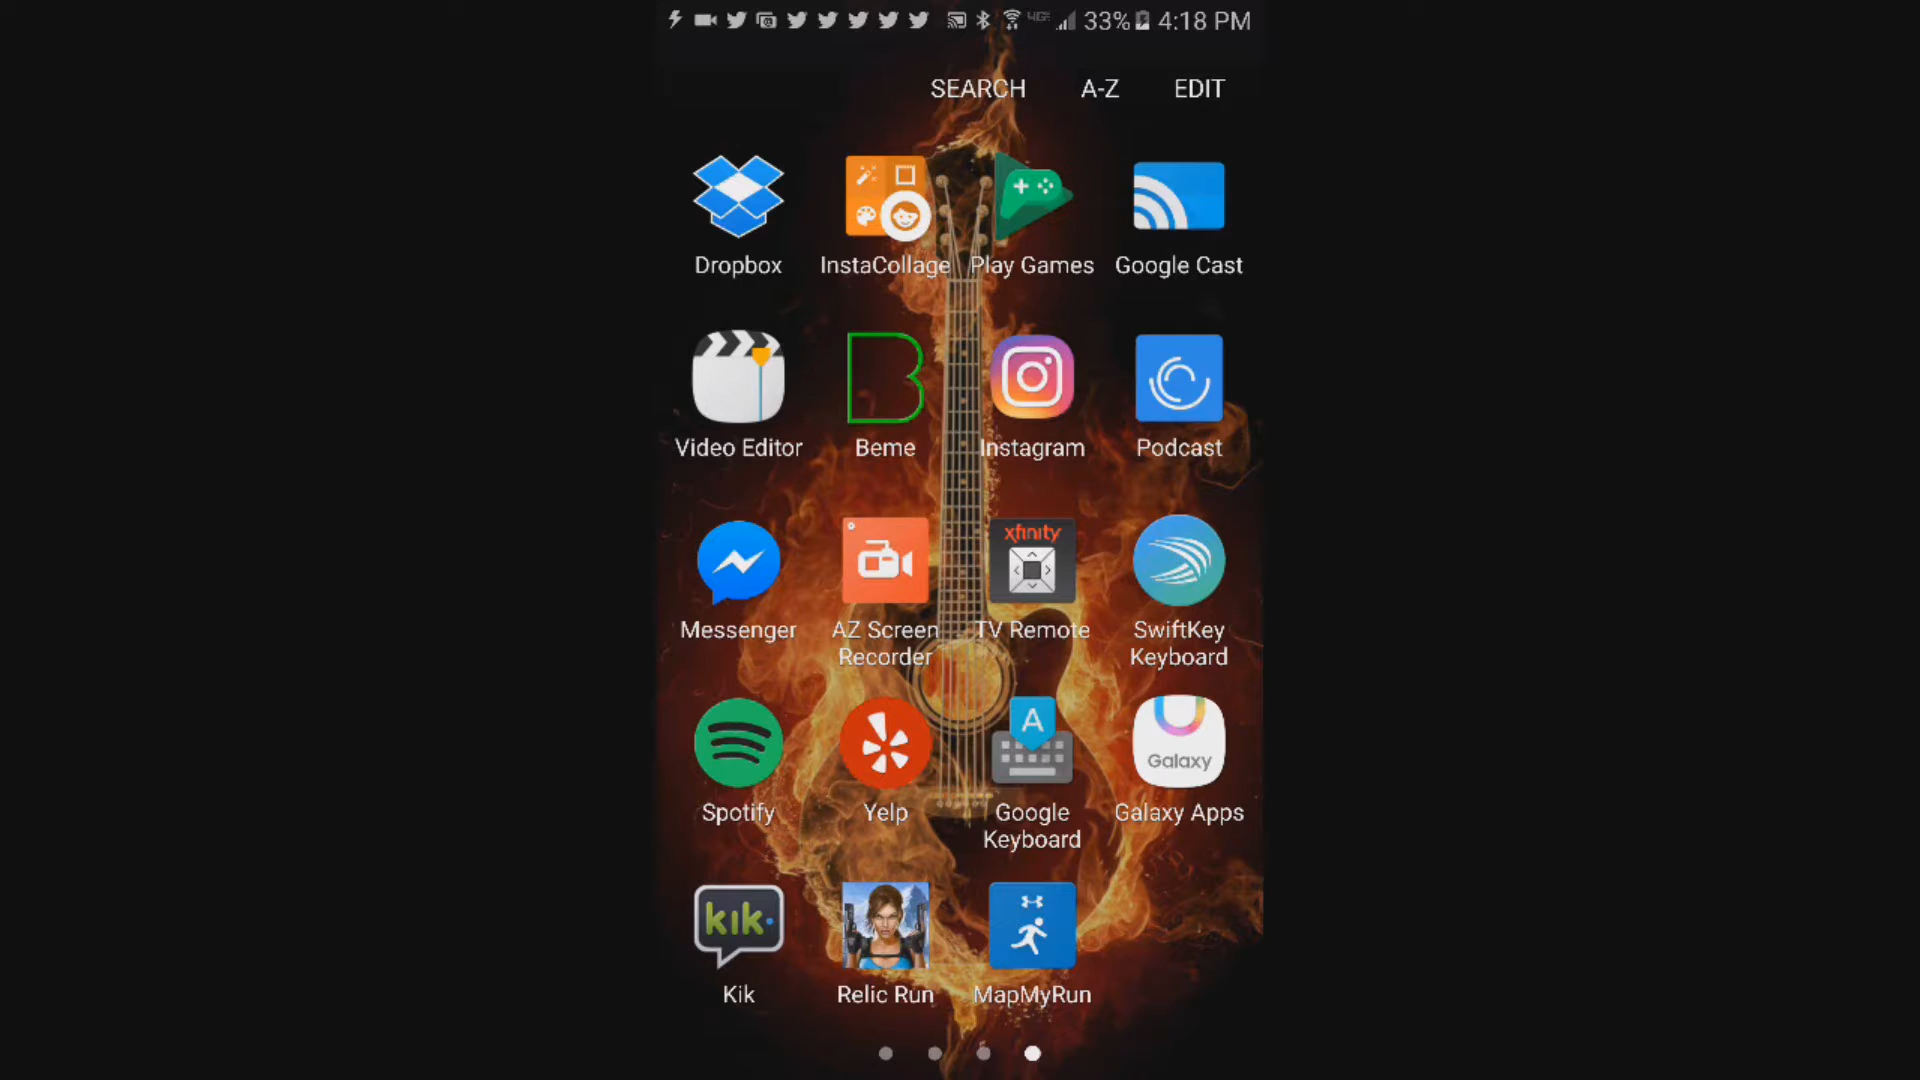 4GE 33% 4:18 PM
SEARCH A-Z EDIT
Dropbox InstaCollage Play Games Google Cast
Video Editor Beme Instagram Podcast
xfinity
Messenger AZ Screen Recorder TV Remote SwiftKey Keyboard
A
Galaxy
Spotify Yelp Google Keyboard Galaxy Apps
kik
Kik Relic Run MapMyRun